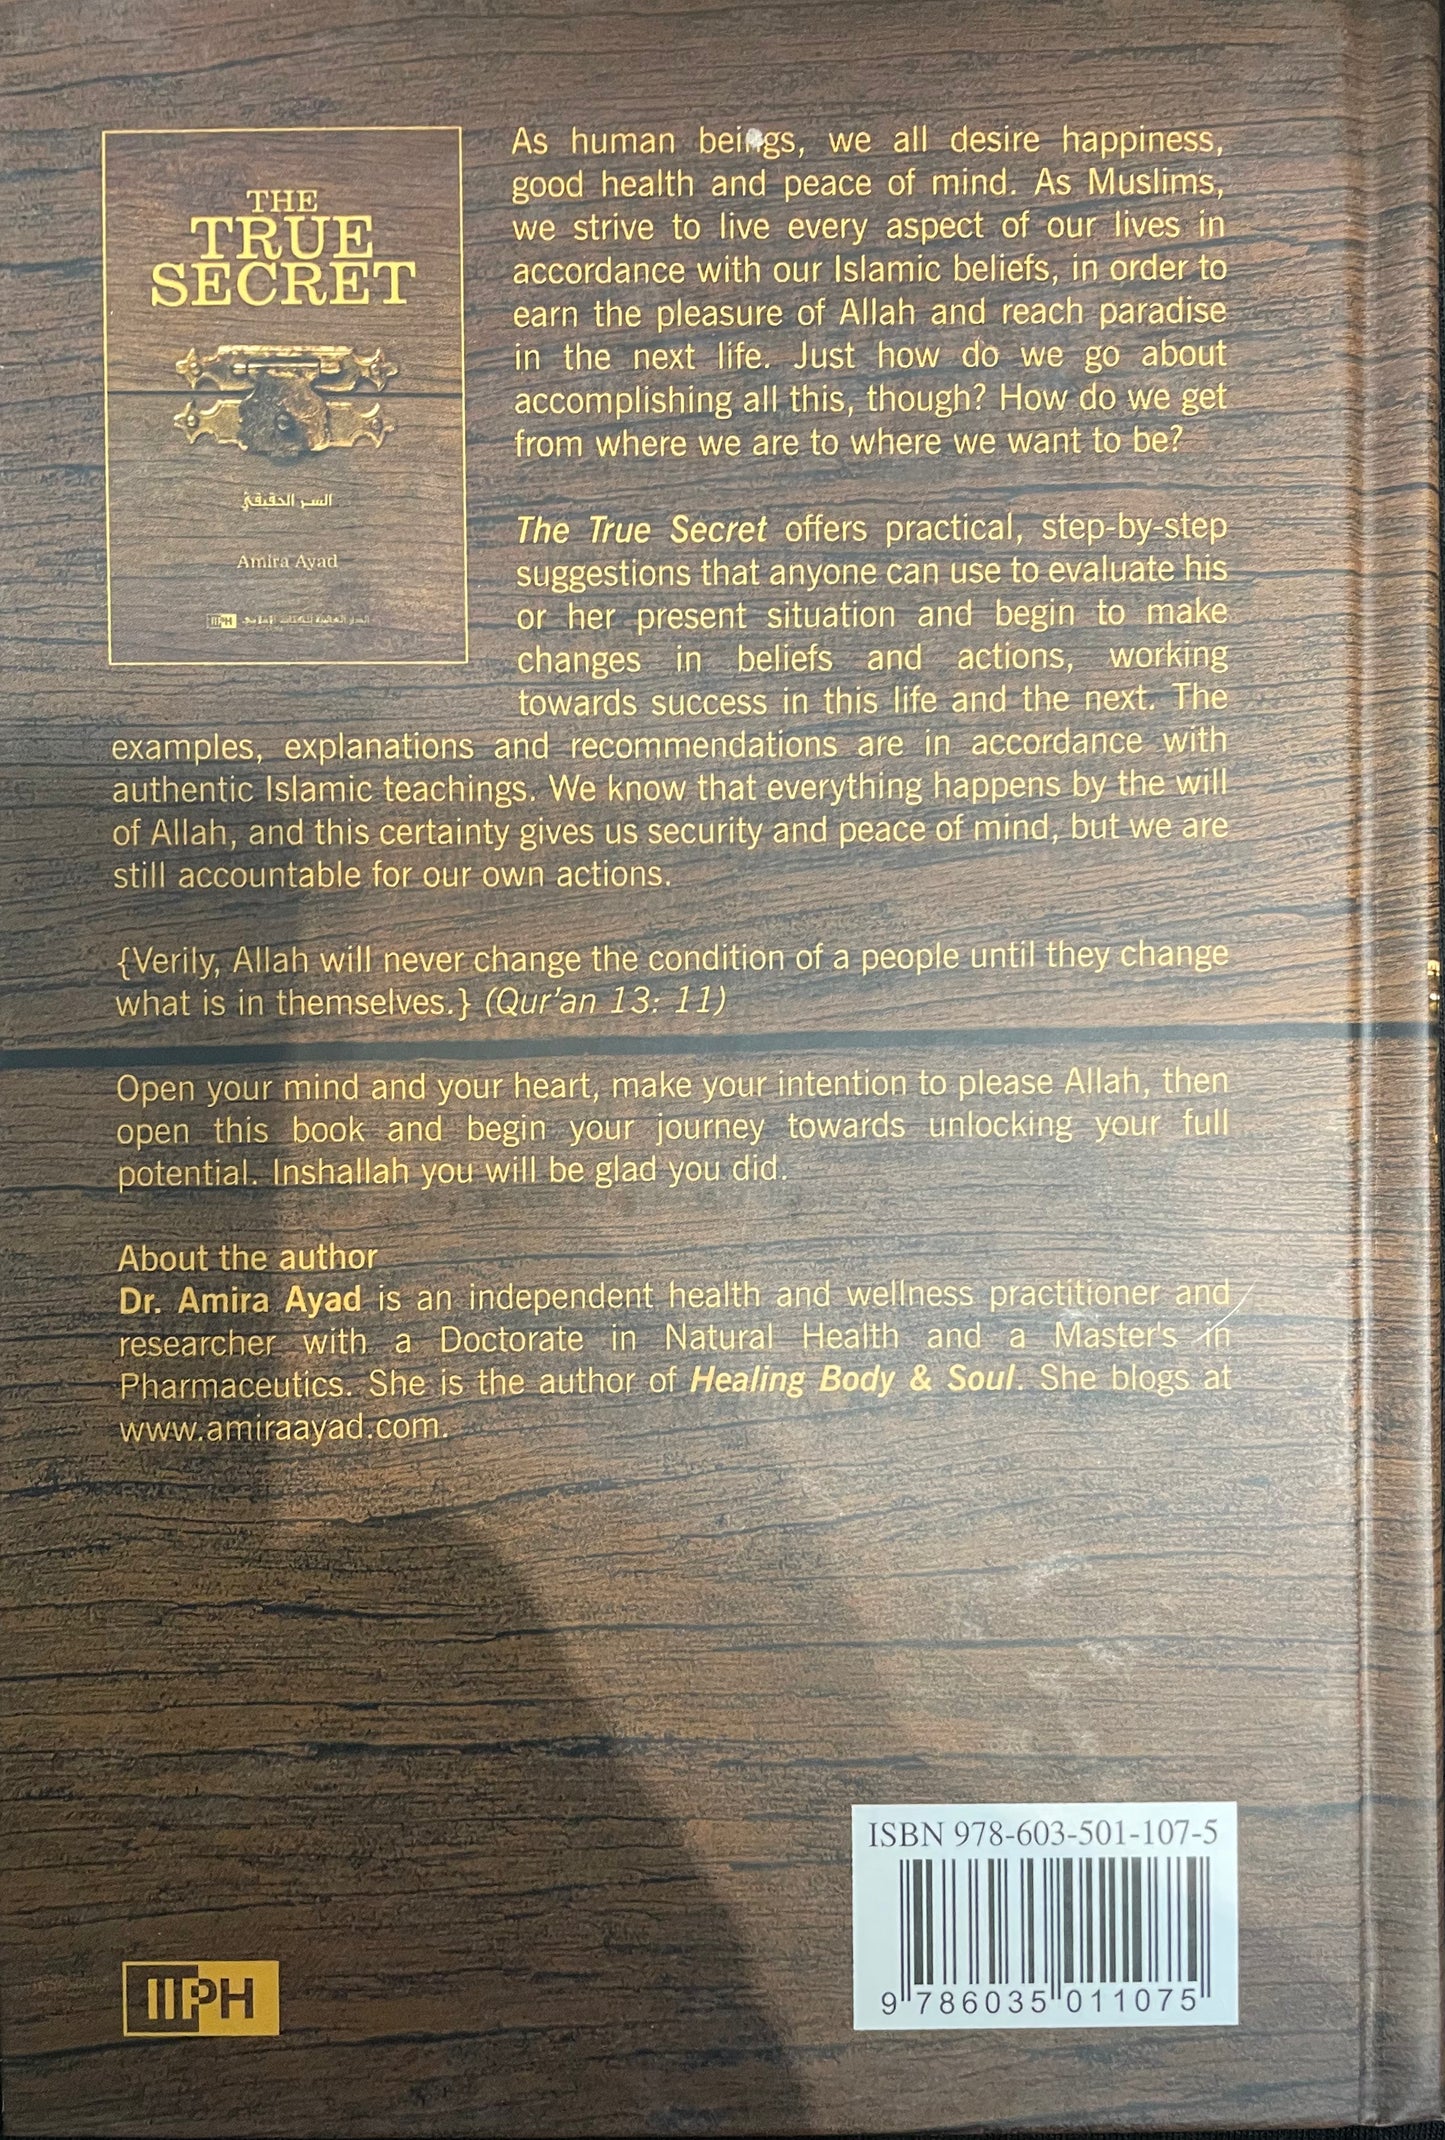 THE
TRUE
SECRET
السر الحقيقي
Amira Ayad
IIPH الدار العالمية للكتاب الإسلامي
As human beings, we all desire happiness,
good health and peace of mind. As Muslims,
we strive to live every aspect of our lives in
accordance with our Islamic beliefs, in order to
earn the pleasure of Allah and reach paradise
in the next life. Just how do we go about
accomplishing all this, though? How do we get
from where we are to where we want to be?
The True Secret offers practical, step-by-step
suggestions that anyone can use to evaluate his
or her present situation and begin to make
changes in beliefs and actions, working
towards success in this life and the next. The
examples, explanations and recommendations are in accordance with
authentic Islamic teachings. We know that everything happens by the will
of Allah, and this certainty gives us security and peace of mind, but we are
still accountable for our own actions.
{Verily, Allah will never change the condition of a people until they change
what is in themselves.} (Qur'an 13: 11)
Open your mind and your heart, make your intention to please Allah, then
open this book and begin your journey towards unlocking your full
potential. Inshallah you will be glad you did.
About the author
Dr. Amira Ayad is an independent health and wellness practitioner and
researcher with a Doctorate in Natural Health and a Master's in
Pharmaceutics. She is the author of Healing Body & Soul. She blogs at
www.amiraayad.com.
ISBN 978-603-501-107-5
9 786035 011075
IIPH